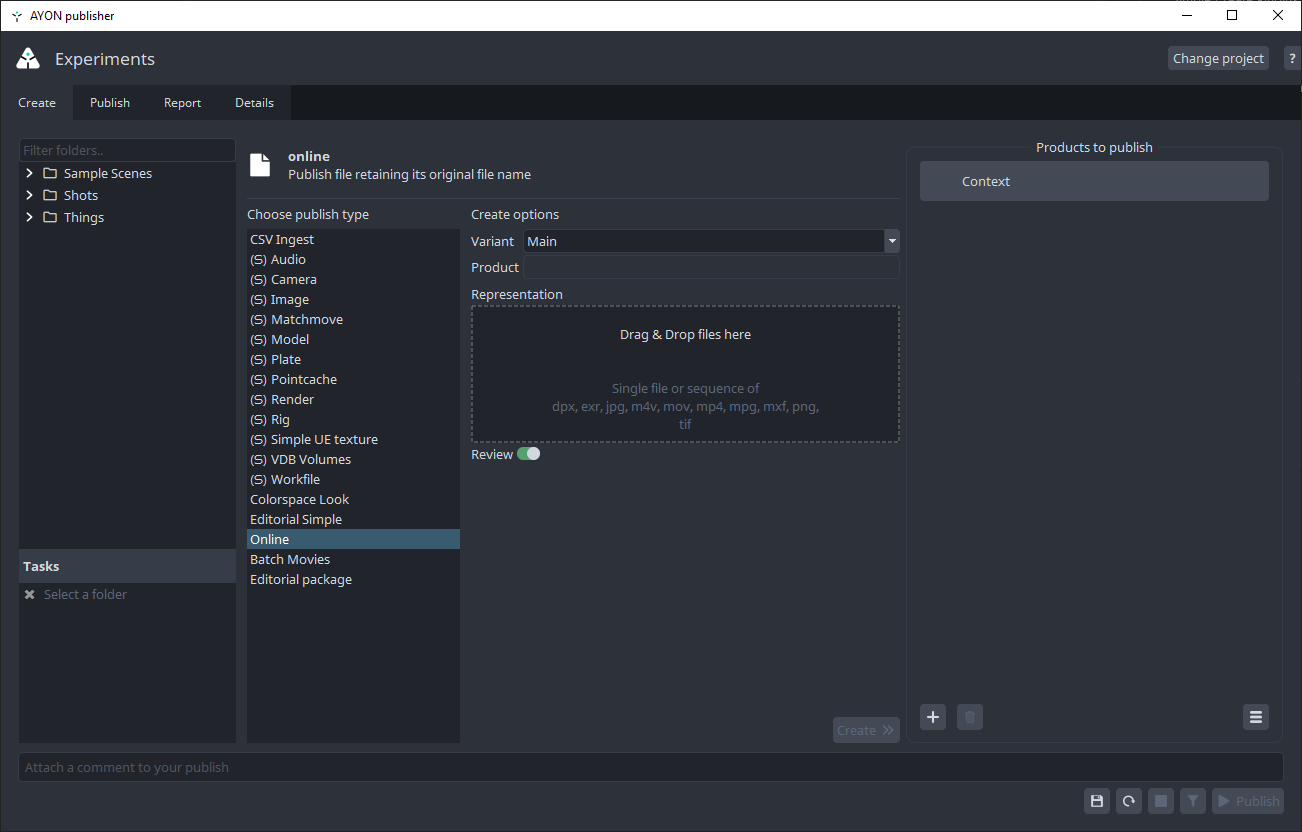 AYON publisher
Experiments
Change project
?
Create
Publish
Report
Details
Filter folders..
Sample Scenes
Shots
Things
Tasks
Select a folder
online
Publish file retaining its original file name
Choose publish type
CSV Ingest
(S) Audio
(S) Camera
(S) Image
(S) Matchmove
(S) Model
(S) Plate
(S) Pointcache
(S) Render
(S) Rig
(S) Simple UE texture
(S) VDB Volumes
(S) Workfile
Colorspace Look
Editorial Simple
Online
Batch Movies
Editorial package
Create options
Variant Main
Product
Representation
Drag & Drop files here
Single file or sequence of
dpx, exr, jpg, m4v, mov, mp4, mpg, mxf, png,
tif
Review
Create
Products to publish
Context
Attach a comment to your publish
Publish